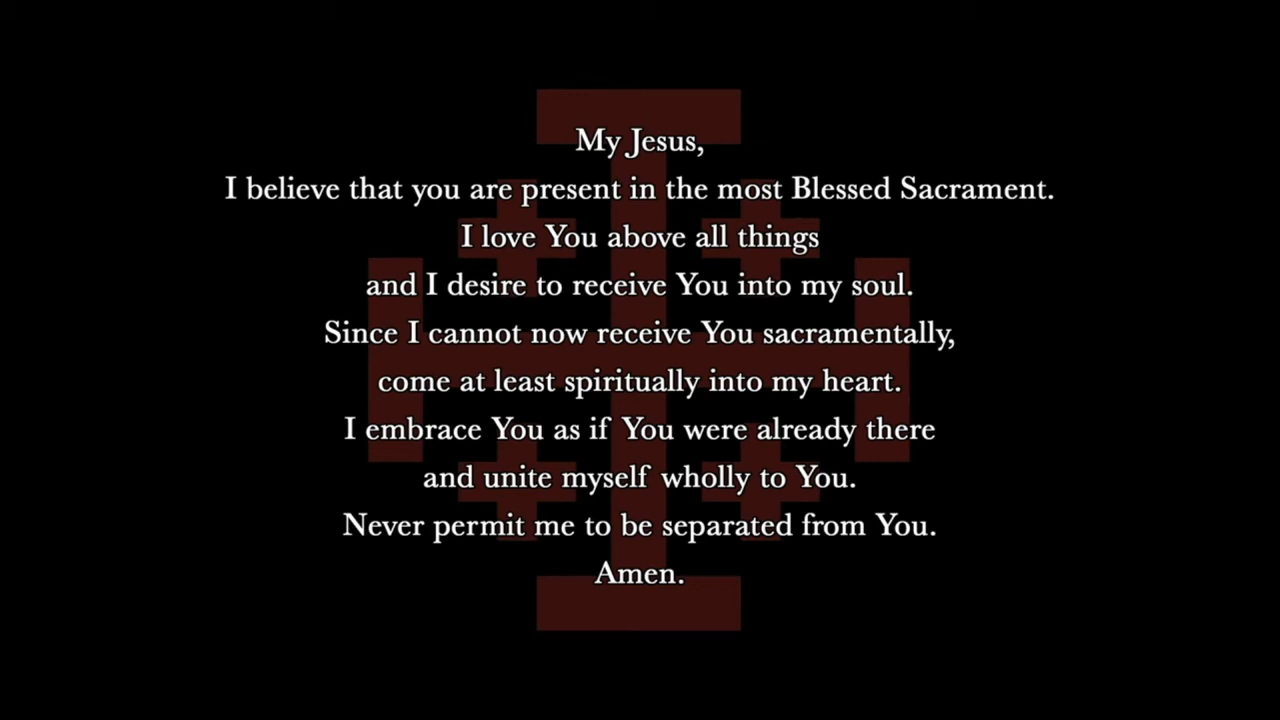 My Jesus,
I believe that you are present in the most Blessed Sacrament.
I love You above all things
and I desire to receive You into my soul.
Since I cannot now receive You sacramentally,
come at least spiritually into my heart.
I embrace You as if You were already there
and unite myself wholly to You.
Never permit me to be separated from You.
Amen.